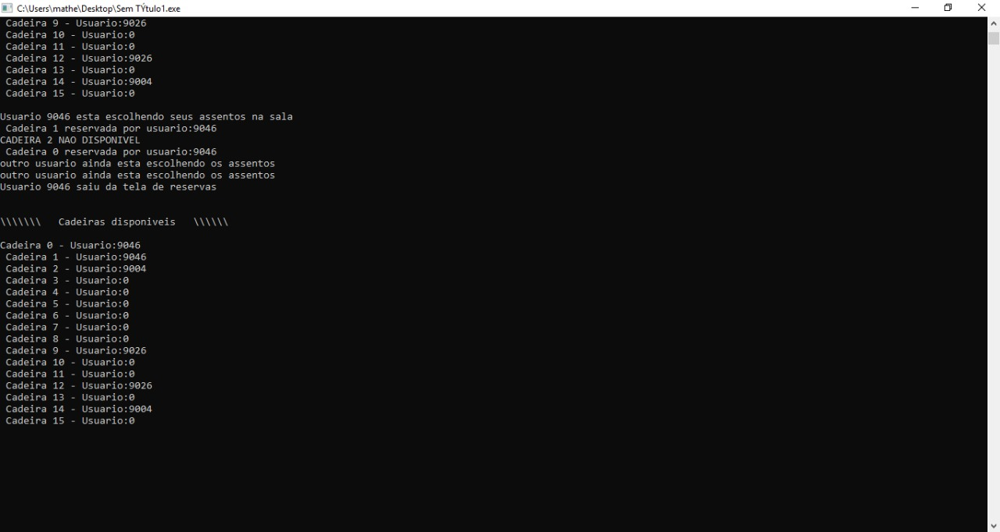 C:\Users\mathe\Desktop\Sem TÝtulo1.exe
Cadeira 9 - Usuario:9026
Cadeira 10 - Usuario:0
Cadeira 11 - Usuario:0
Cadeira 12 - Usuario:9026
Cadeira 13 - Usuario:0
Cadeira 14 - Usuario:9004
Cadeira 15 - Usuario:0
Usuario 9046 esta escolhendo seus assentos na sala
Cadeira 1 reservada por usuario:9046
CADEIRA 2 NAO DISPONIVEL
Cadeira 0 reservada por usuario:9046
outro usuario ainda esta escolhendo os assentos
outro usuario ainda esta escolhendo os assentos
Usuario 9046 saiu da tela de reservas
\\\\\\\   Cadeiras disponiveis   \\\\\\
Cadeira 0 - Usuario:9046
Cadeira 1 - Usuario:9046
Cadeira 2 - Usuario:9004
Cadeira 3 - Usuario:0
Cadeira 4 - Usuario:0
Cadeira 5 - Usuario:0
Cadeira 6 - Usuario:0
Cadeira 7 - Usuario:0
Cadeira 8 - Usuario:0
Cadeira 9 - Usuario:9026
Cadeira 10 - Usuario:0
Cadeira 11 - Usuario:0
Cadeira 12 - Usuario:9026
Cadeira 13 - Usuario:0
Cadeira 14 - Usuario:9004
Cadeira 15 - Usuario:0